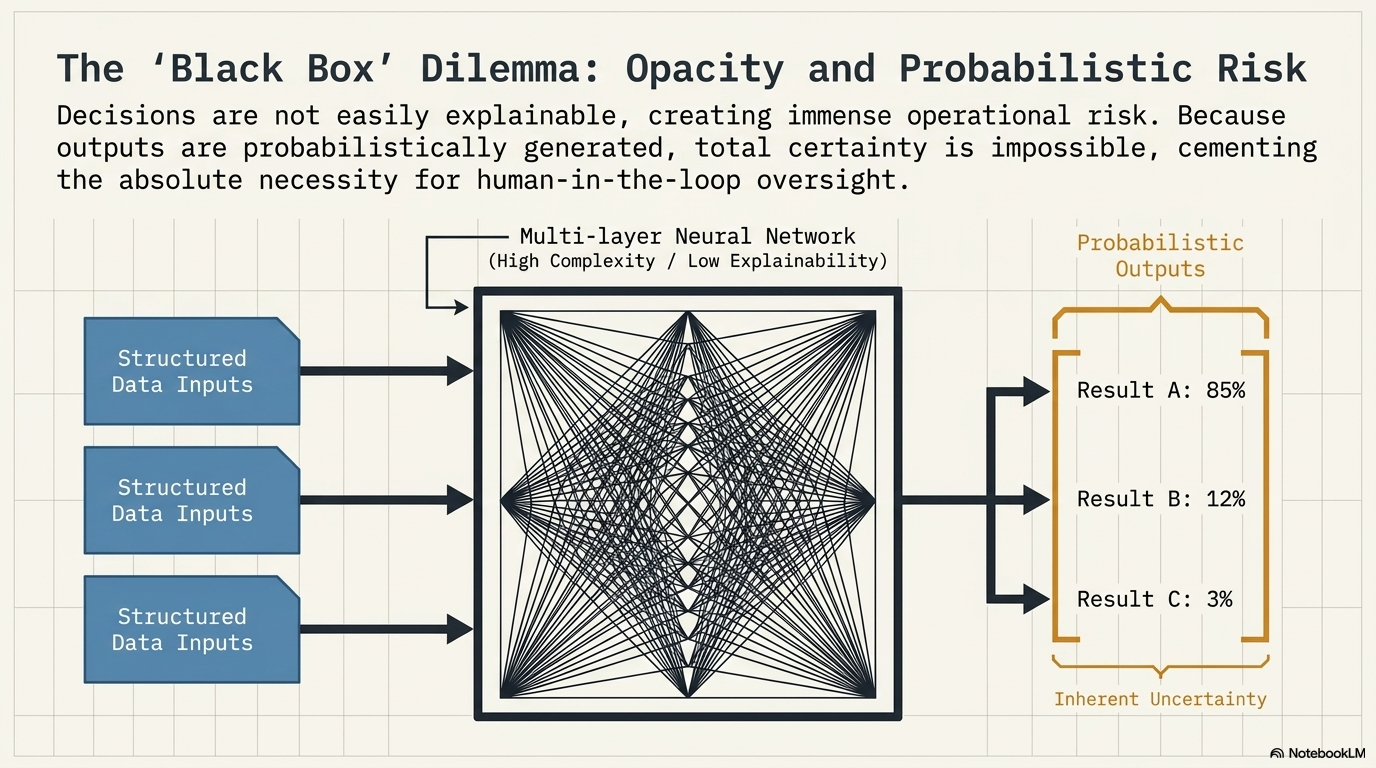 The ‘Black Box’ Dilemma: Opacity and Probabilistic Risk
Decisions are not easily explainable, creating immense operational risk. Because
outputs are probabilistically generated, total certainty is impossible, cementing
the absolute necessity for human-in-the-loop oversight.
Multi-layer Neural Network
(High Complexity / Low Explainability)
Structured
Data Inputs
Structured
Data Inputs
Structured
Data Inputs
Probabilistic
Outputs
Result A: 85%
Result B: 12%
Result C: 3%
Inherent Uncertainty
NotebookLM